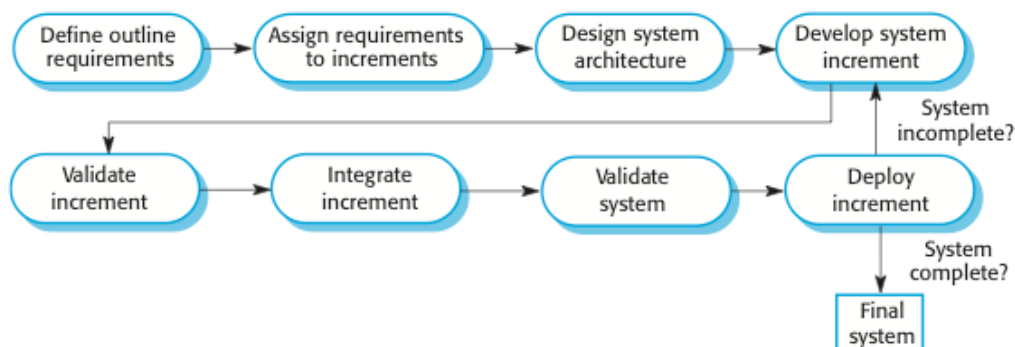 Define outline
requirements
Assign requirements
to increments
Design system
architecture
Develop system
increment
System
incomplete?
Validate
increment
Integrate
increment
Validate
system
Deploy
increment
System
complete?
Final
system